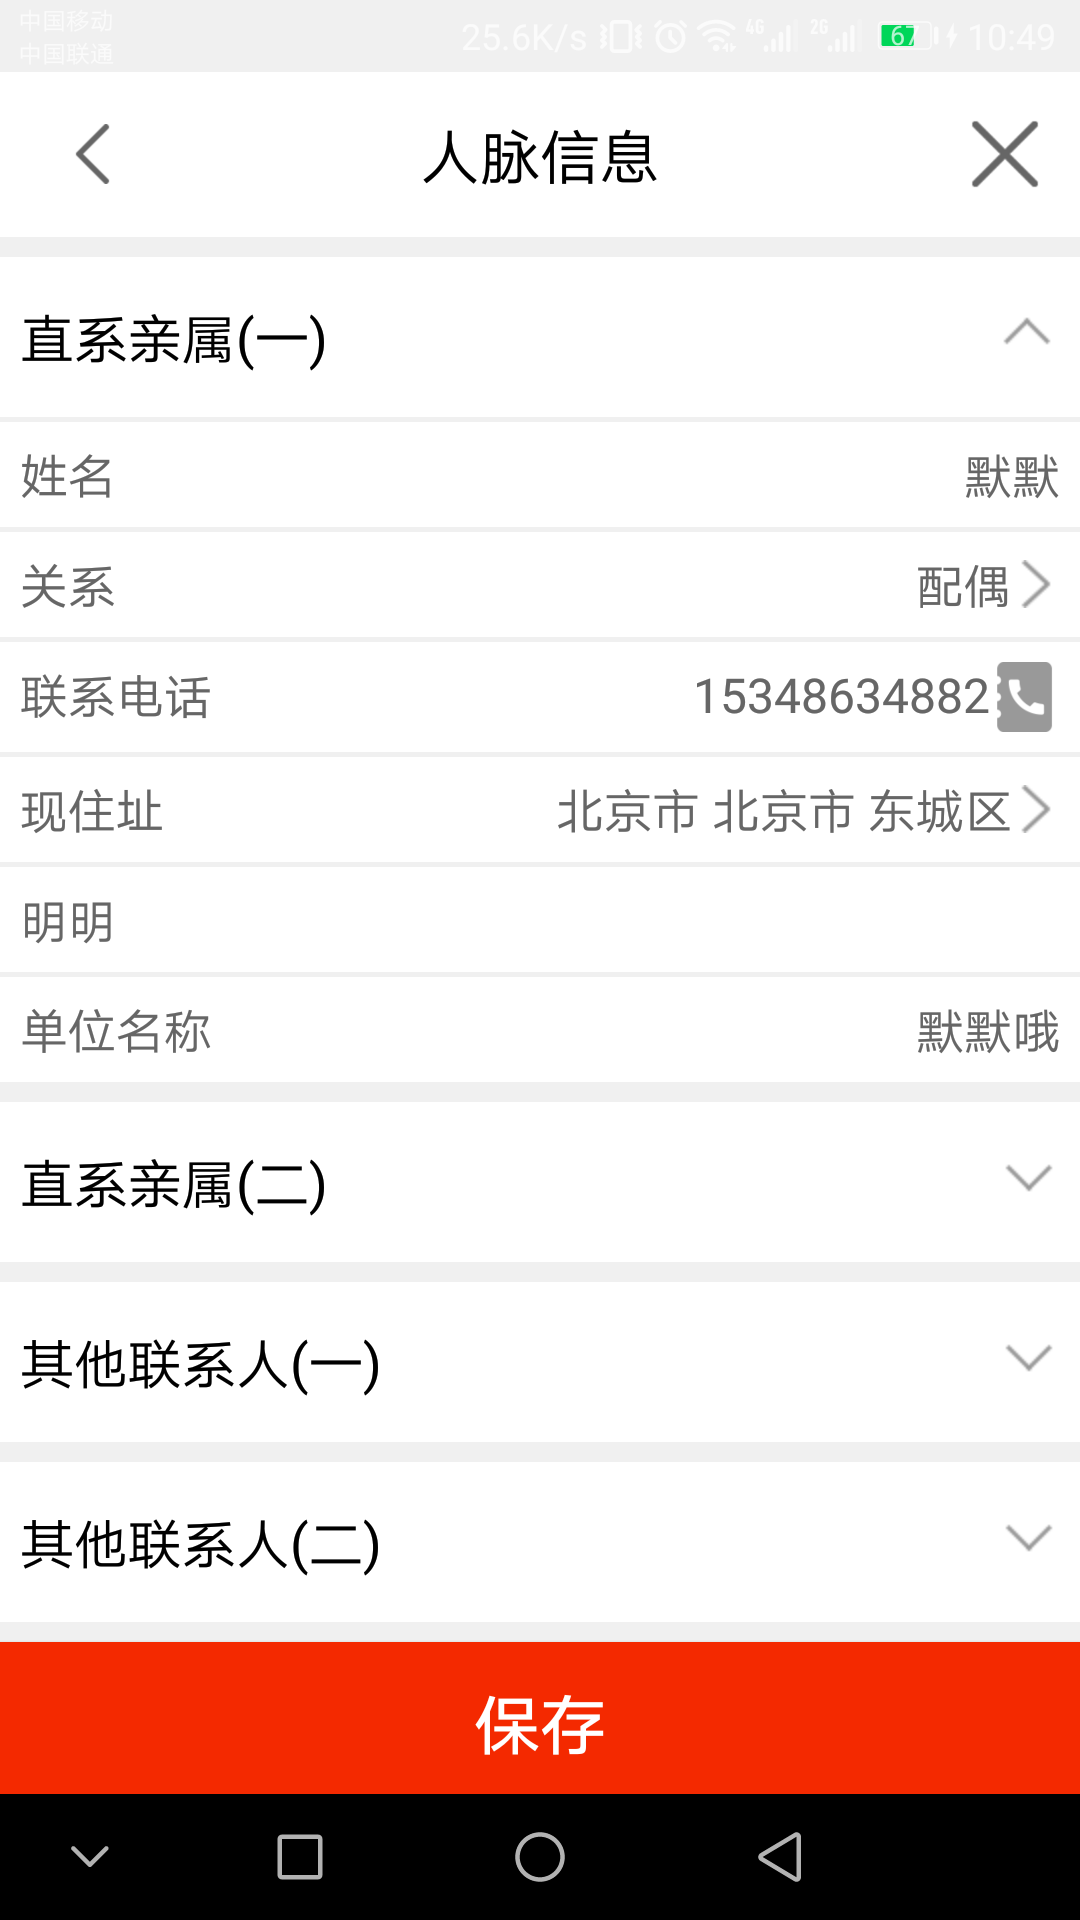 中国移动
中国联通
25.6K/s 4G 2G 67 10:49
人脉信息
直系亲属(一)
姓名 默默
关系 配偶
联系电话 15348634882
现住址 北京市 北京市 东城区
明明
单位名称 默默哦
直系亲属(二)
其他联系人(一)
其他联系人(二)
保存